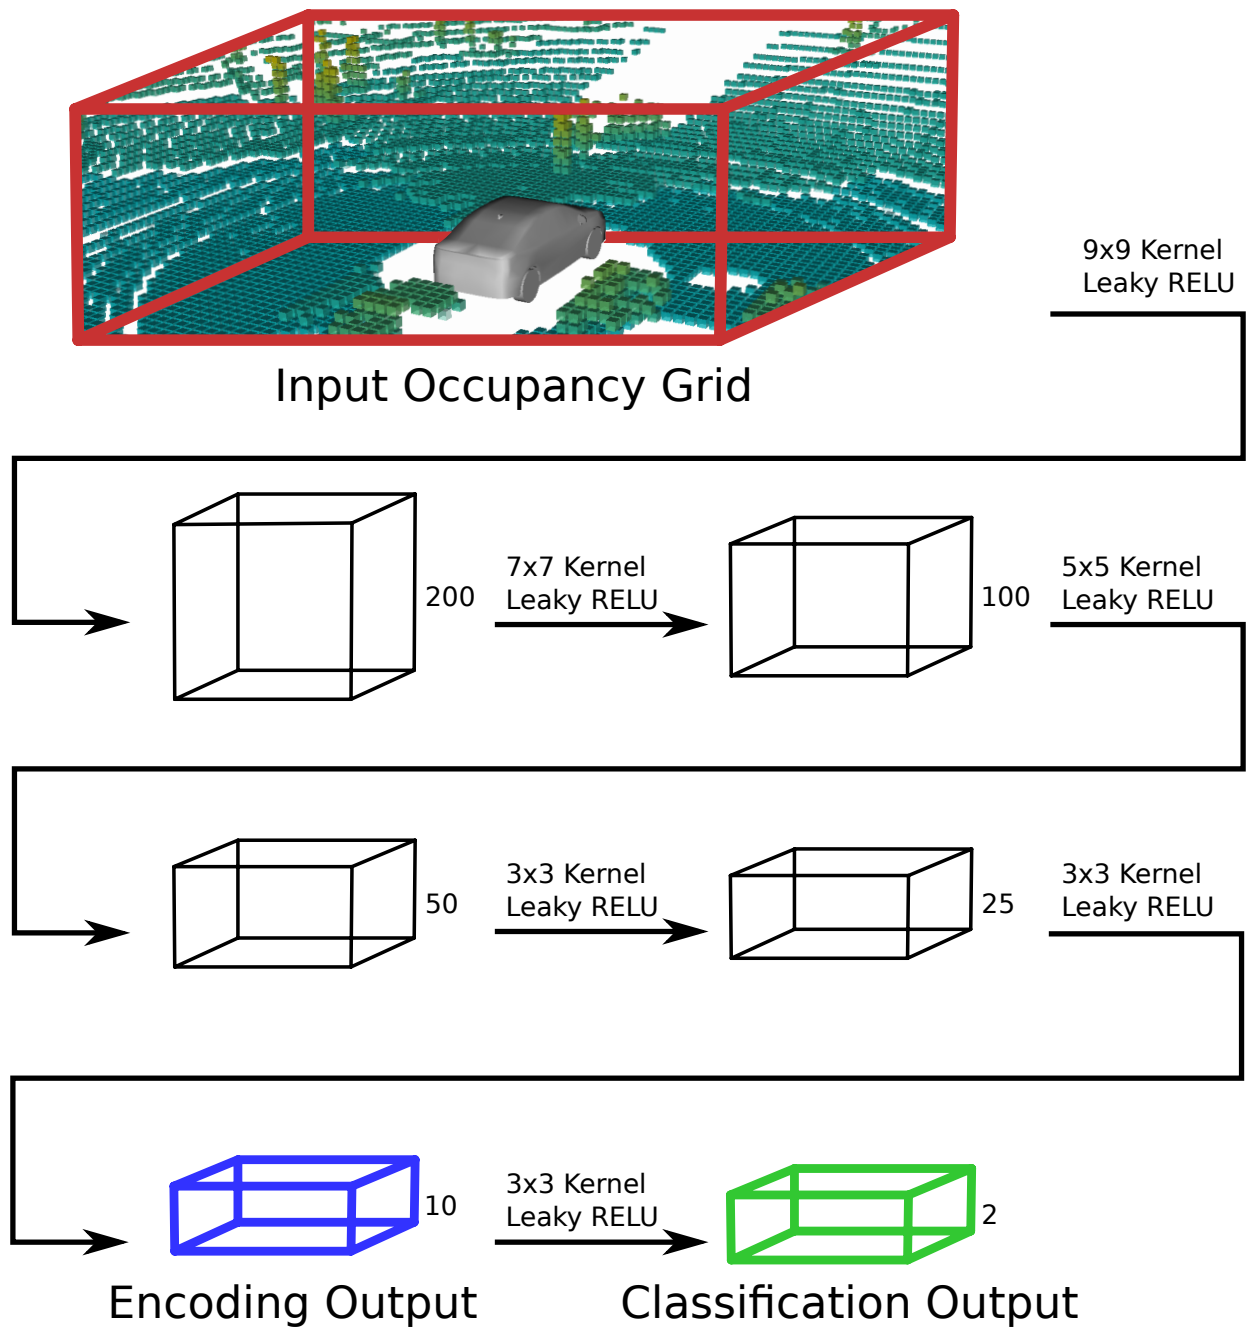 9x9 Kernel
Leaky RELU
Input Occupancy Grid
200
7x7 Kernel
Leaky RELU
100
5x5 Kernel
Leaky RELU
50
3x3 Kernel
Leaky RELU
25
3x3 Kernel
Leaky RELU
10
3x3 Kernel
Leaky RELU
2
Encoding Output
Classification Output